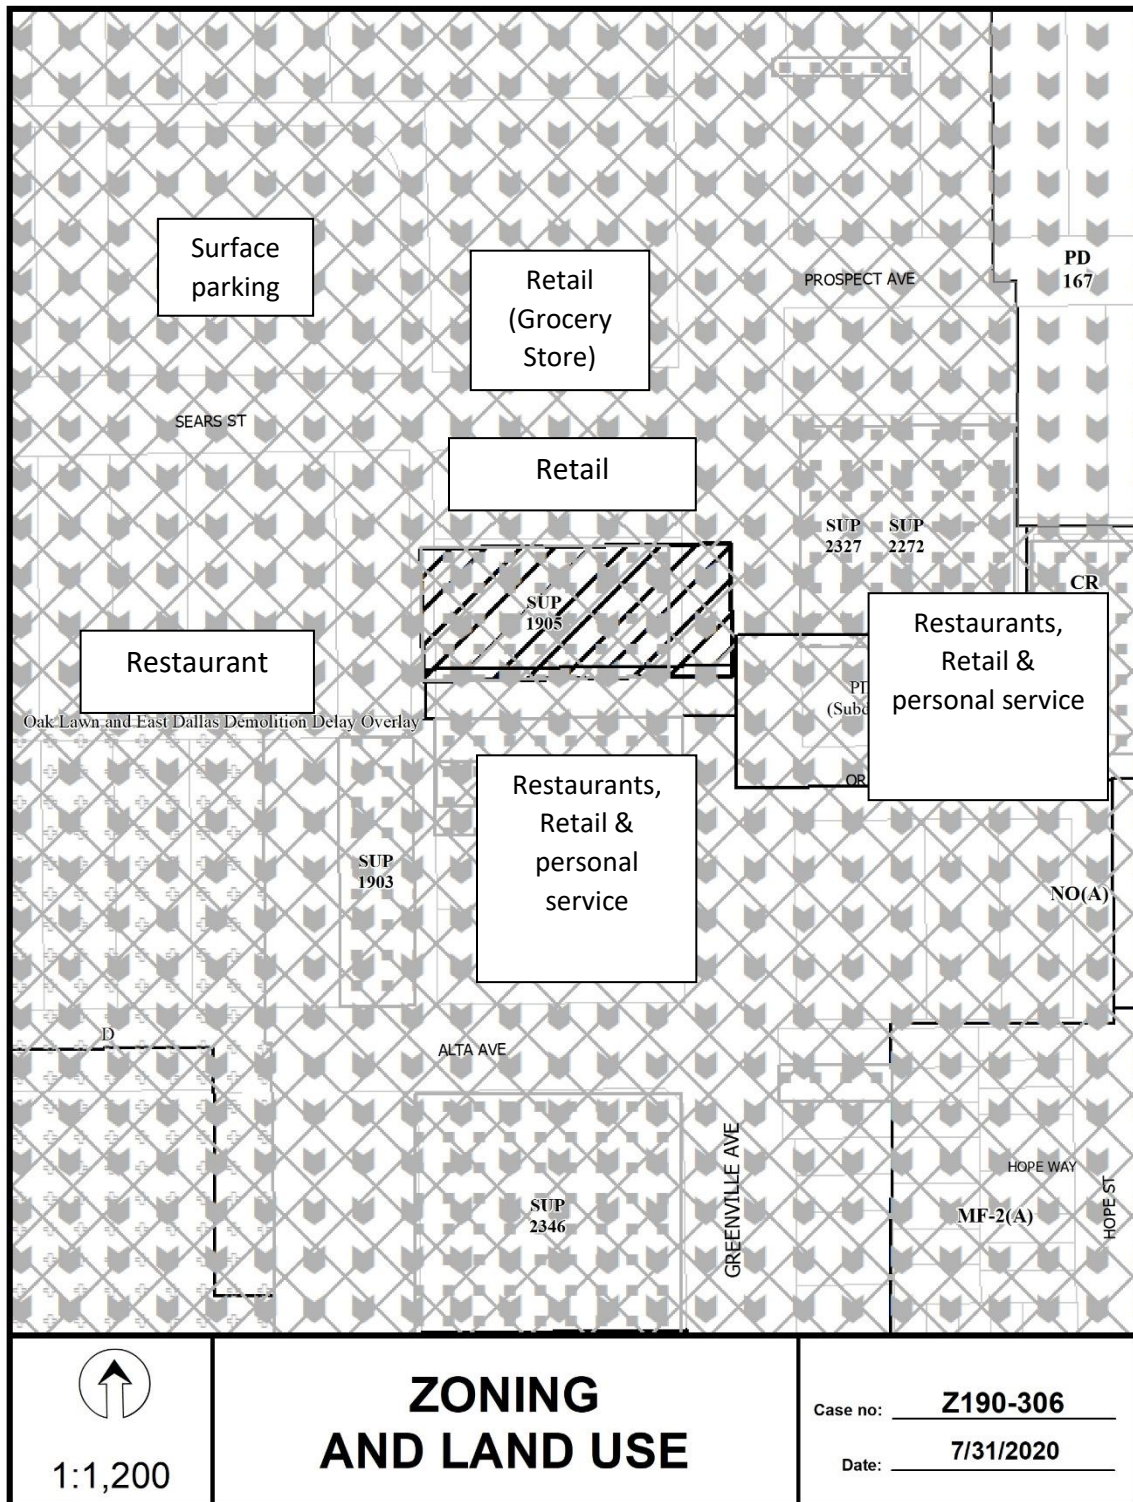 Surface
parking
Retail
(Grocery
Store)
PROSPECT AVE
PD
167
SEARS ST
Retail
SUP
2327
SUP
2272
CR
SUP
1905
Restaurant
Restaurants,
Retail &
personal service
Oak Lawn and East Dallas Demolition Delay Overlay
Restaurants,
Retail &
personal
service
SUP
1903
NO(A)
D
ALTA AVE
GREENVILLE AVE
HOPE WAY
HOPE ST
MF-2(A)
SUP
2346
1:1,200
ZONING
AND LAND USE
Case no: Z190-306
Date: 7/31/2020